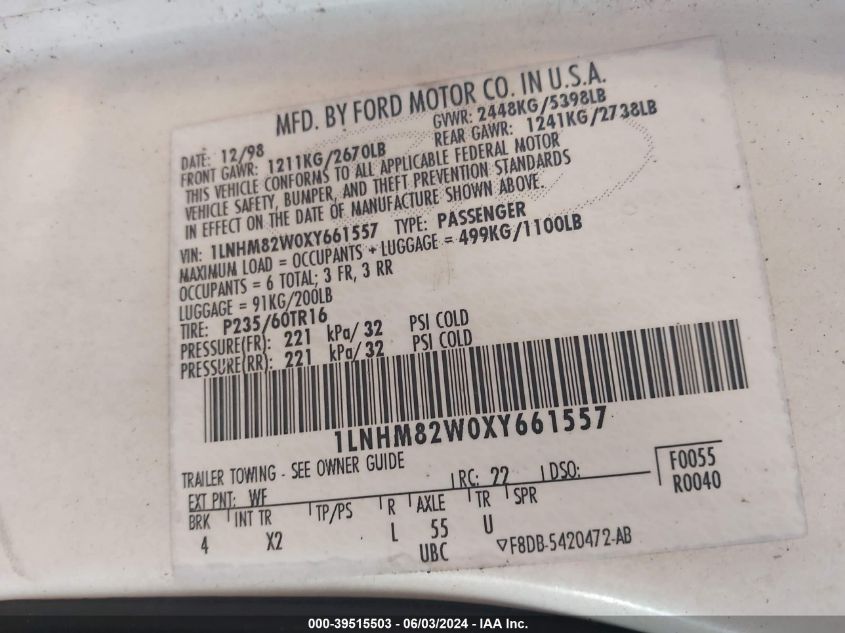 MFD. BY FORD MOTOR CO. IN U.S.A.
DATE: 12/98 GVWR: 2448KG/5398LB
FRONT GAWR: 1211KG/2670LB REAR GAWR: 1241KG/2738LB
THIS VEHICLE CONFORMS TO ALL APPLICABLE FEDERAL MOTOR
VEHICLE SAFETY, BUMPER, AND THEFT PREVENTION STANDARDS
IN EFFECT ON THE DATE OF MANUFACTURE SHOWN ABOVE.
VIN: 1LNHM82W0XY661557 TYPE: PASSENGER
MAXIMUM LOAD = OCCUPANTS + LUGGAGE = 499KG/1100LB
OCCUPANTS = 6 TOTAL; 3 FR, 3 RR
LUGGAGE = 91KG/200LB
TIRE: P235/60TR16
PRESSURE(FR): 221 kPa/ 32 PSI COLD
PRESSURE(RR): 221 kPa/ 32 PSI COLD
1LNHM82W0XY661557
TRAILER TOWING - SEE OWNER GUIDE
EXT PNT: WF RC: 22 DSO: F0055
R0040
BRK INT TR TP/PS R AXLE TR SPR
4 X2 L 55 U
UBC F8DB-5420472-AB
000-39515503 - 06/03/2024 - IAA Inc.